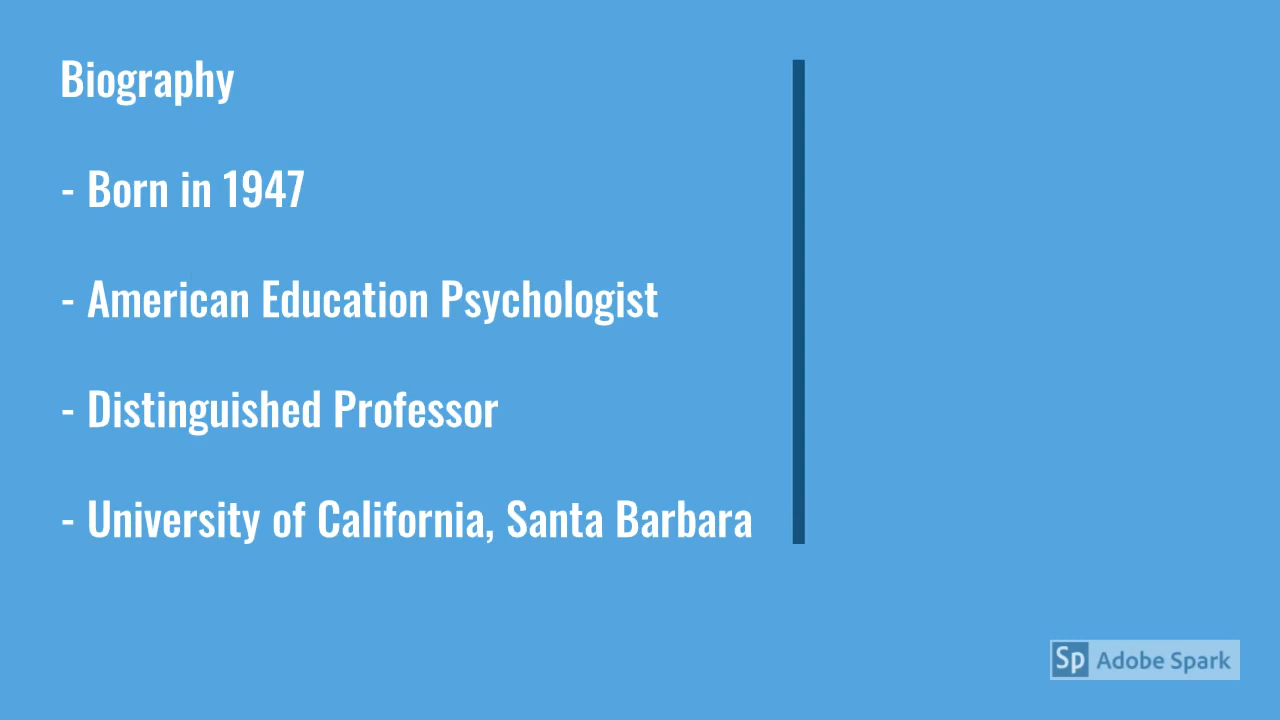 Biography
- Born in 1947
- American Education Psychologist
- Distinguished Professor
- University of California, Santa Barbara
Sp Adobe Spark